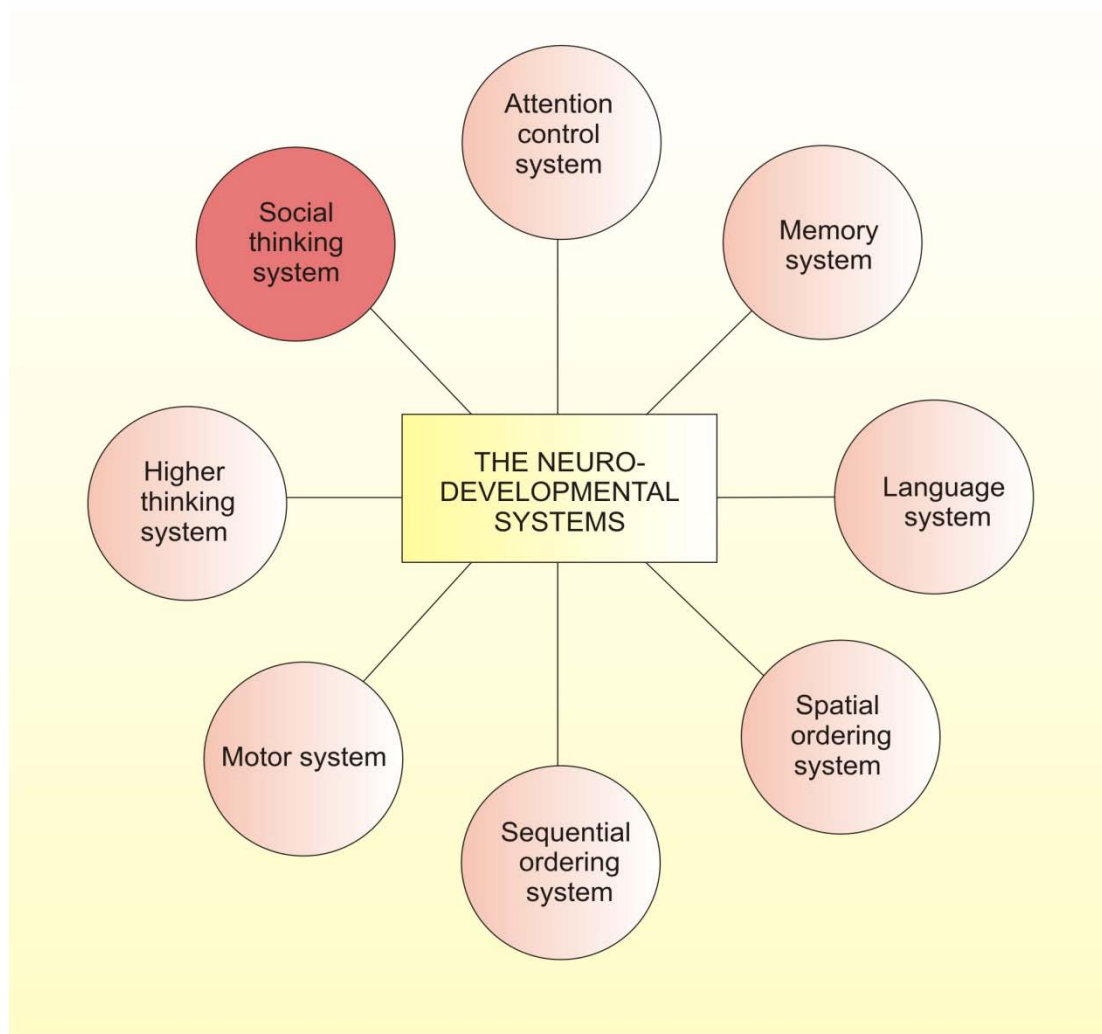 Attention
control
system
Social
thinking
system
Memory
system
THE NEURO-
DEVELOPMENTAL
SYSTEMS
Higher
thinking
system
Language
system
Motor system
Spatial
ordering
system
Sequential
ordering
system